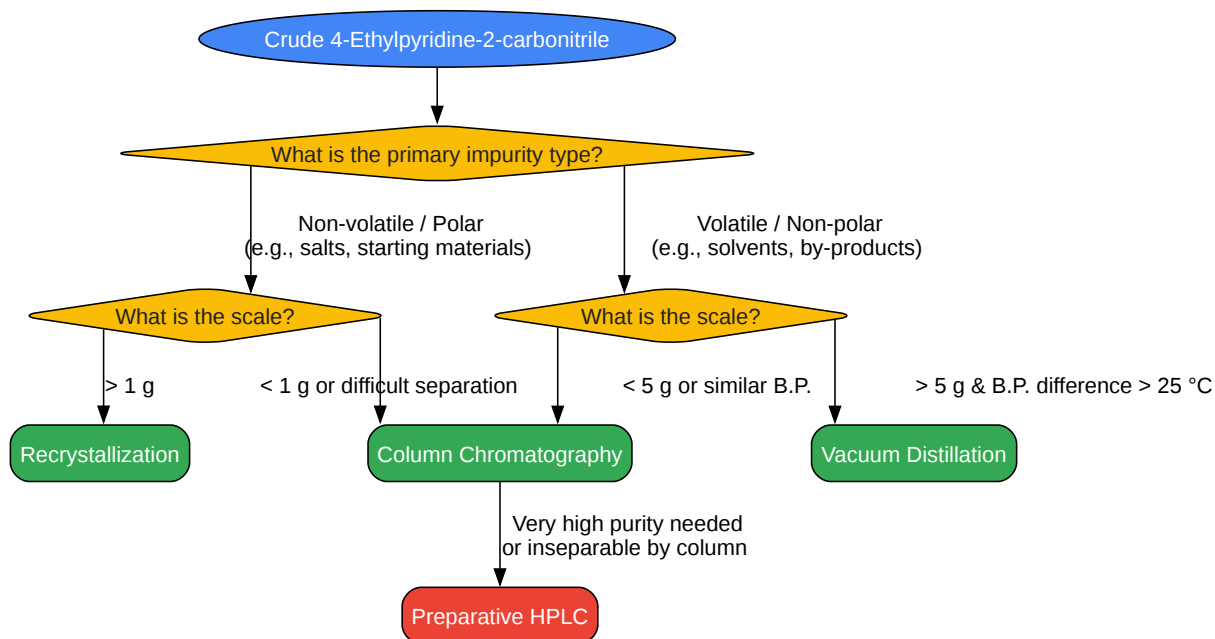 Crude 4-Ethylpyridine-2-carbonitrile
What is the primary impurity type?
Non-volatile / Polar
(e.g., salts, starting materials)
Volatile / Non-polar
(e.g., solvents, by-products)
What is the scale?
What is the scale?
> 1 g
< 1 g or difficult separation
< 5 g or similar B.P.
> 5 g & B.P. difference > 25 °C
Recrystallization
Column Chromatography
Vacuum Distillation
Very high purity needed
or inseparable by column
Preparative HPLC